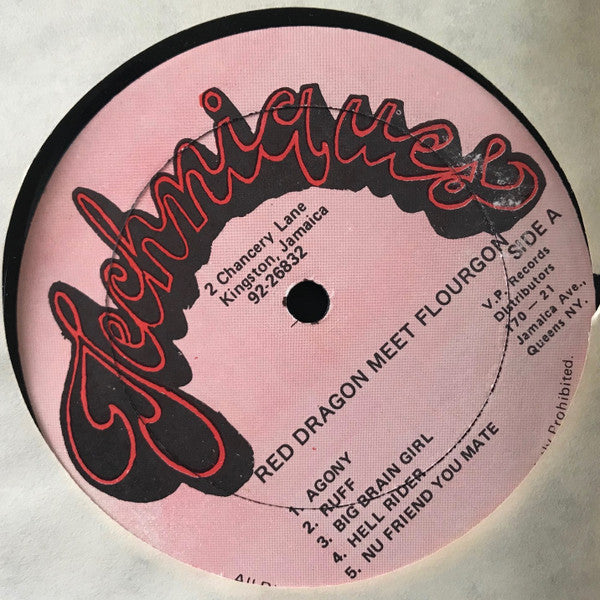 Techniques
2 Chancery Lane
Kingston, Jamaica
92-26832
RED DRAGON MEET FLOURGON
SIDE A
V.P. Records
Distributors
170 - 21
Jamaica Ave.,
Queens NY.
1. AGONY
2. RUFF
3. BIG BRAIN GIRL
4. HELL RIDER
5. NU FRIEND YOU MATE
Prohibited.
All